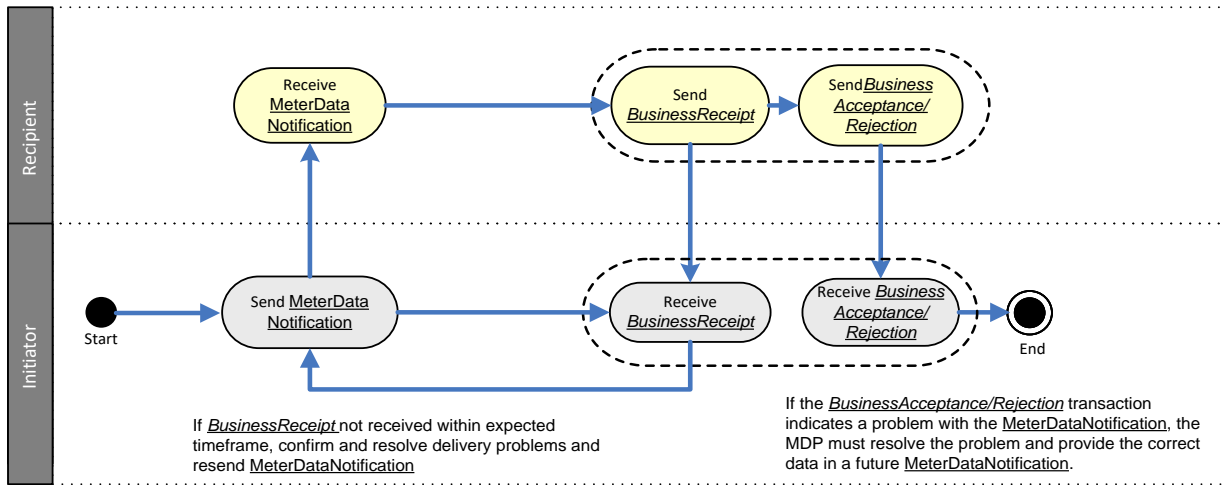 Recipient
Receive
MeterData
Notification
Send
BusinessReceipt
SendBusiness
Acceptance/
Rejection
Initiator
Start
Send MeterData
Notification
Receive
BusinessReceipt
Receive Business
Acceptance/
Rejection
End
If BusinessReceipt not received within expected
timeframe, confirm and resolve delivery problems and
resend MeterDataNotification
If the BusinessAcceptance/Rejection transaction
indicates a problem with the MeterDataNotification, the
MDP must resolve the problem and provide the correct
data in a future MeterDataNotification.